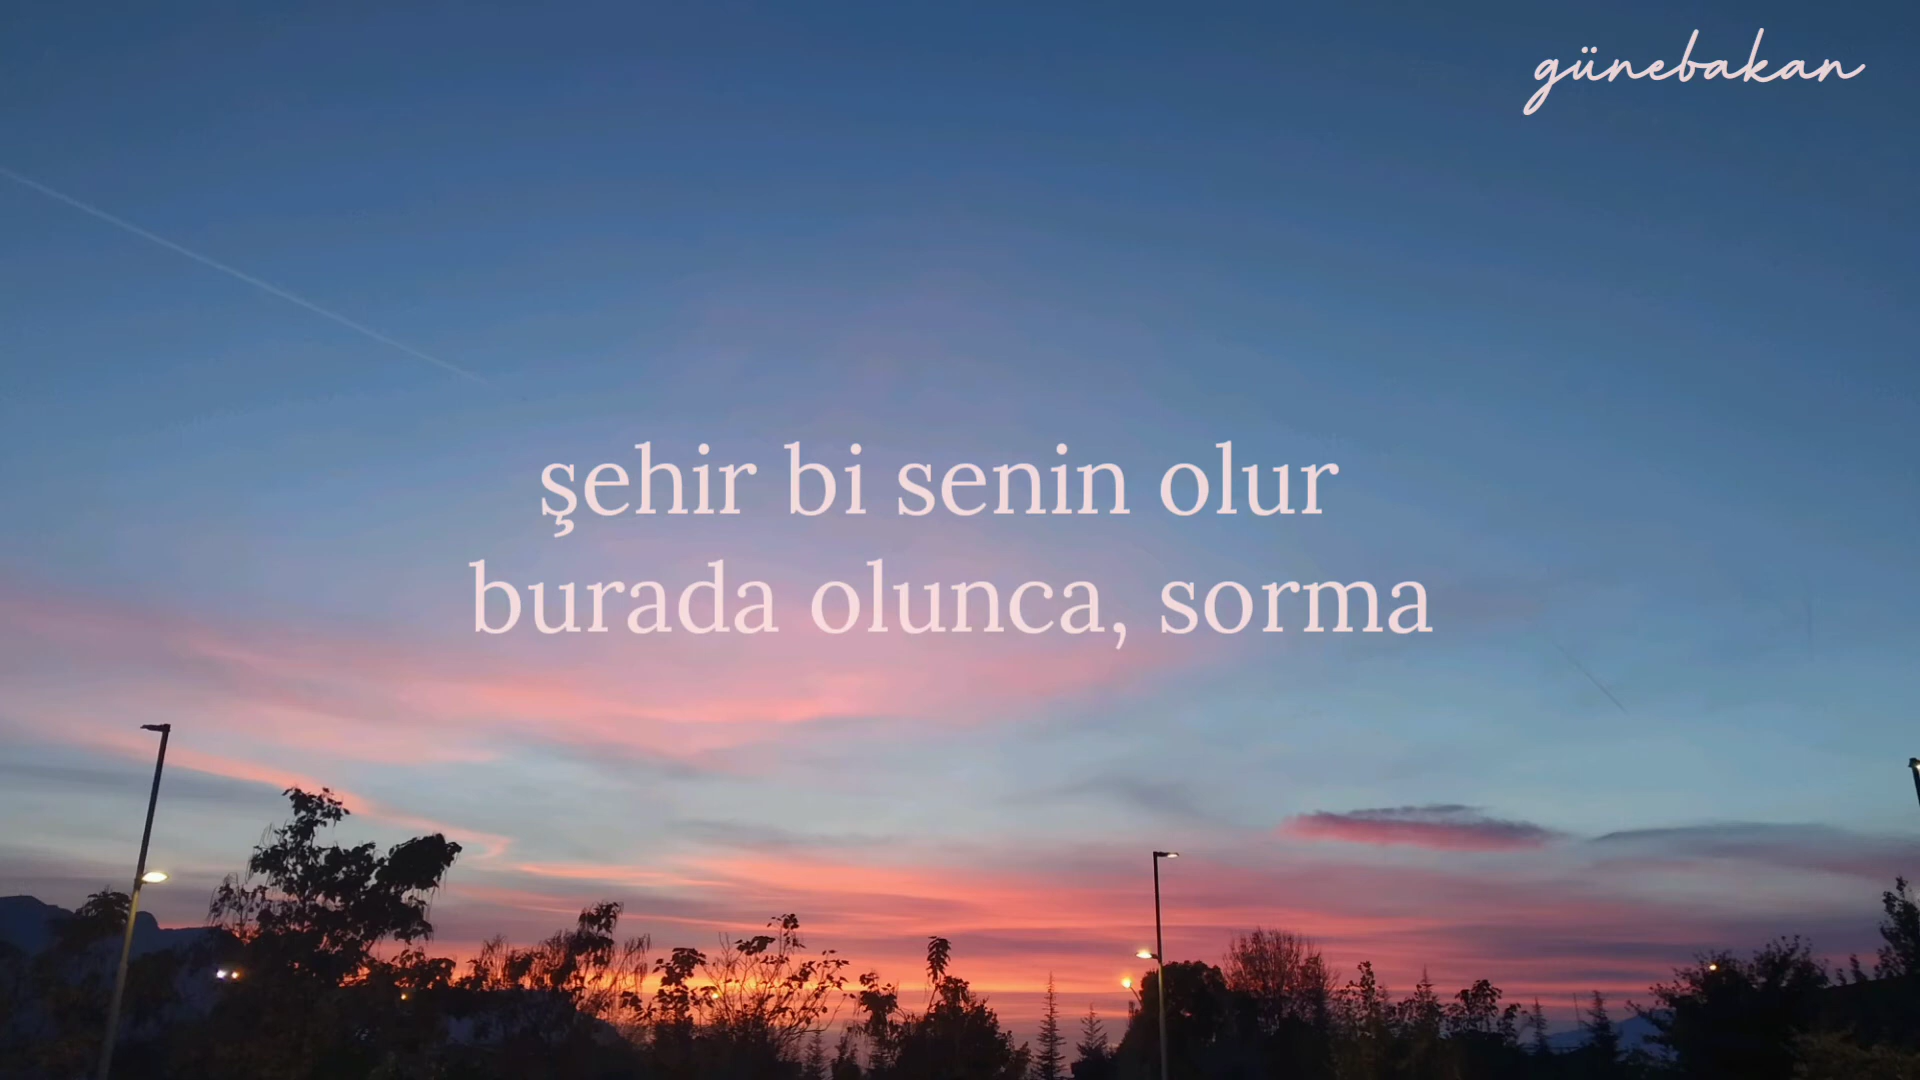 günebakan
şehir bi senin olur
burada olunca, sorma